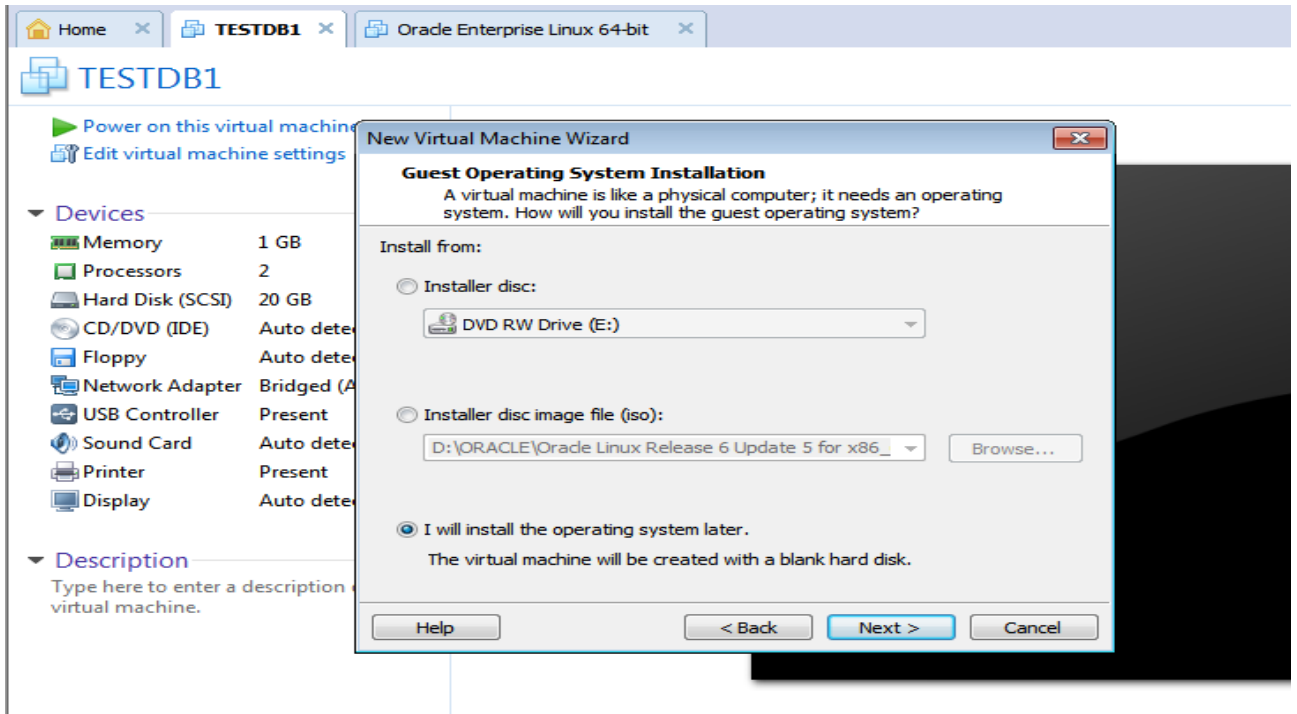 Home
TESTDB1
Oracle Enterprise Linux 64-bit
TESTDB1
Power on this virtual machine
Edit virtual machine settings
Devices
Memory 1 GB
Processors 2
Hard Disk (SCSI) 20 GB
CD/DVD (IDE) Auto dete
Floppy Auto dete
Network Adapter Bridged (A
USB Controller Present
Sound Card Auto dete
Printer Present
Display Auto dete
Description
Type here to enter a description
virtual machine.
New Virtual Machine Wizard
Guest Operating System Installation
A virtual machine is like a physical computer; it needs an operating
system. How will you install the guest operating system?
Install from:
Installer disc:
DVD RW Drive (E:)
Installer disc image file (iso):
D:\ORACLE\Oracle Linux Release 6 Update 5 for x86_
Browse...
I will install the operating system later.
The virtual machine will be created with a blank hard disk.
Help
< Back
Next >
Cancel